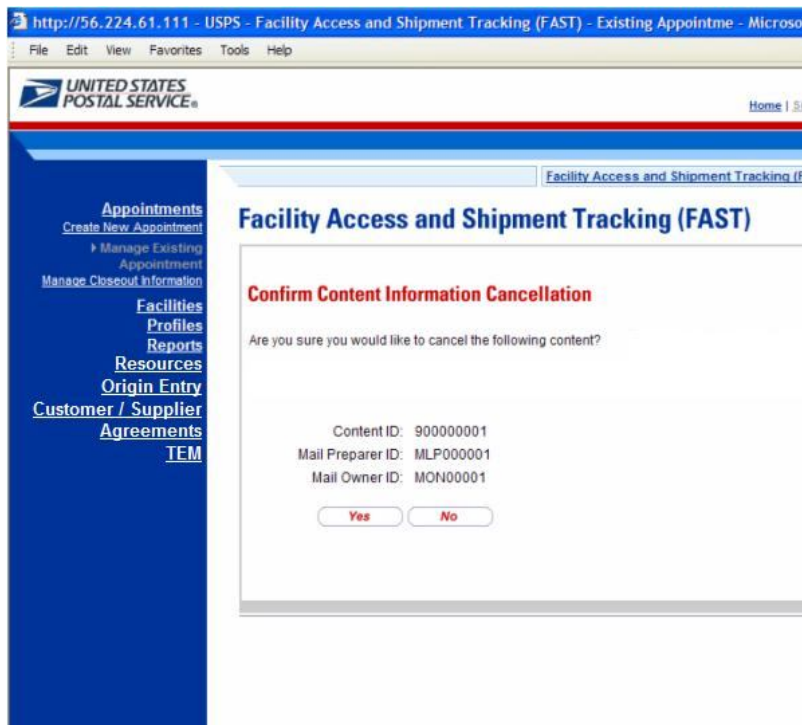 http://56.224.61.111 - USPS - Facility Access and Shipment Tracking (FAST) - Existing Appointme - Microso
File Edit View Favorites Tools Help
UNITED STATES
POSTAL SERVICE®
Home |
Facility Access and Shipment Tracking (F
Appointments
Create New Appointment
Manage Existing
Appointment
Manage Closeout Information
Facilities
Profiles
Reports
Resources
Origin Entry
Customer / Supplier
Agreements
TEM
Facility Access and Shipment Tracking (FAST)
Confirm Content Information Cancellation
Are you sure you would like to cancel the following content?
Content ID: 900000001
Mail Preparer ID: MLP000001
Mail Owner ID: MON00001
Yes No